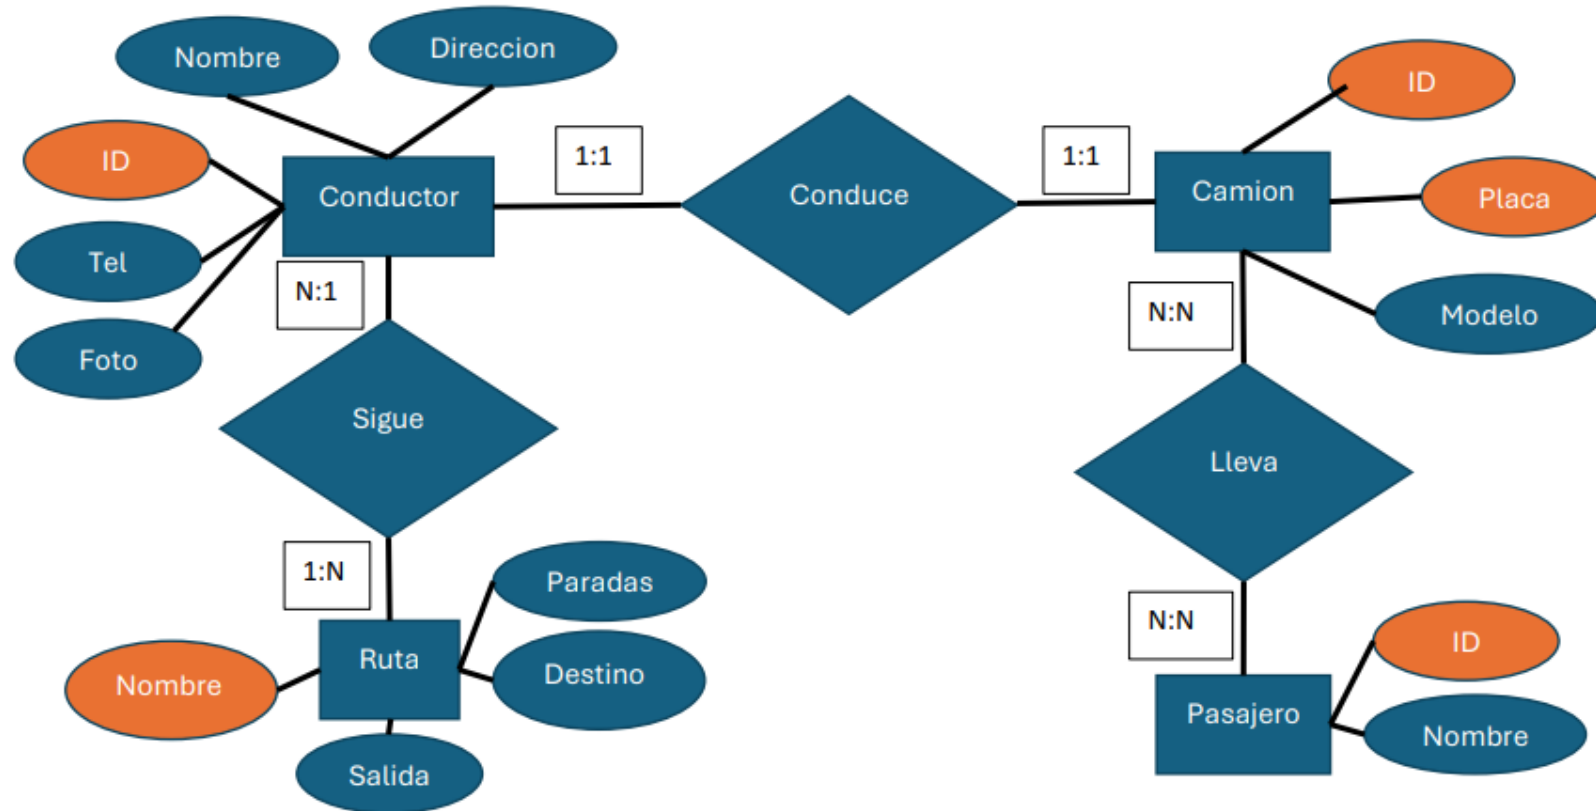 Nombre
Direccion
ID
ID
1:1
1:1
Conductor
Conduce
Camion
Placa
Tel
N:1
N:N
Modelo
Foto
Sigue
Lleva
1:N
Paradas
N:N
ID
Ruta
Destino
Nombre
Pasajero
Nombre
Salida